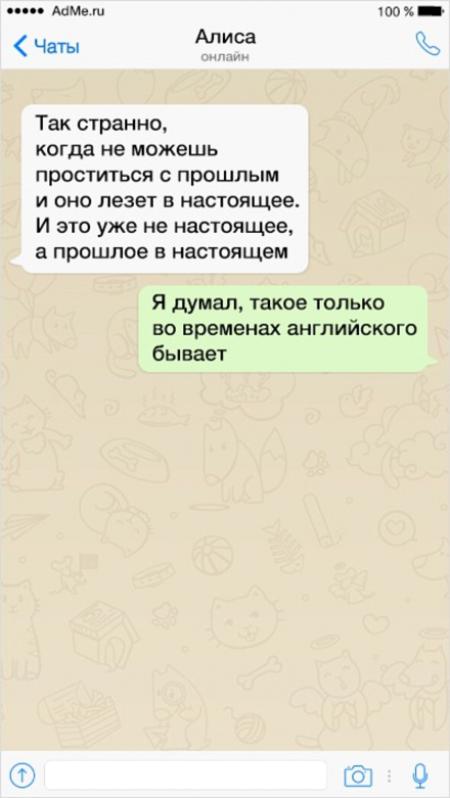 AdMe.ru 100 %
Чаты Алиса
онлайн
Так странно,
когда не можешь
проститься с прошлым
и оно лезет в настоящее.
И это уже не настоящее,
а прошлое в настоящем
Я думал, такое только
во временах английского
бывает